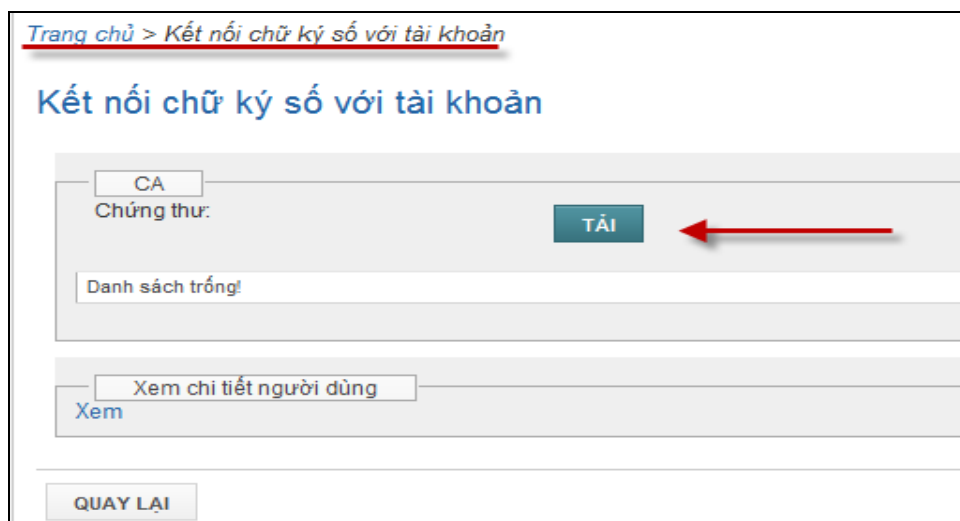 Trang chủ > Kết nối chữ ký số với tài khoản
Kết nối chữ ký số với tài khoản
CA
Chứng thư:
TẢI
Danh sách trống!
Xem chi tiết người dùng
Xem
QUAY LẠI